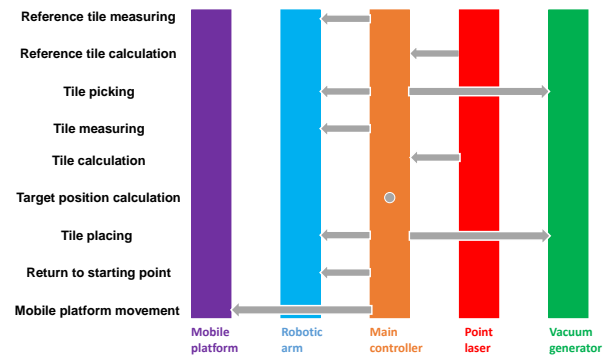 Reference tile measuring
Reference tile calculation
Tile picking
Tile measuring
Tile calculation
Target position calculation
Tile placing
Return to starting point
Mobile platform movement
Mobile platform
Robotic arm
Main controller
Point laser
Vacuum generator